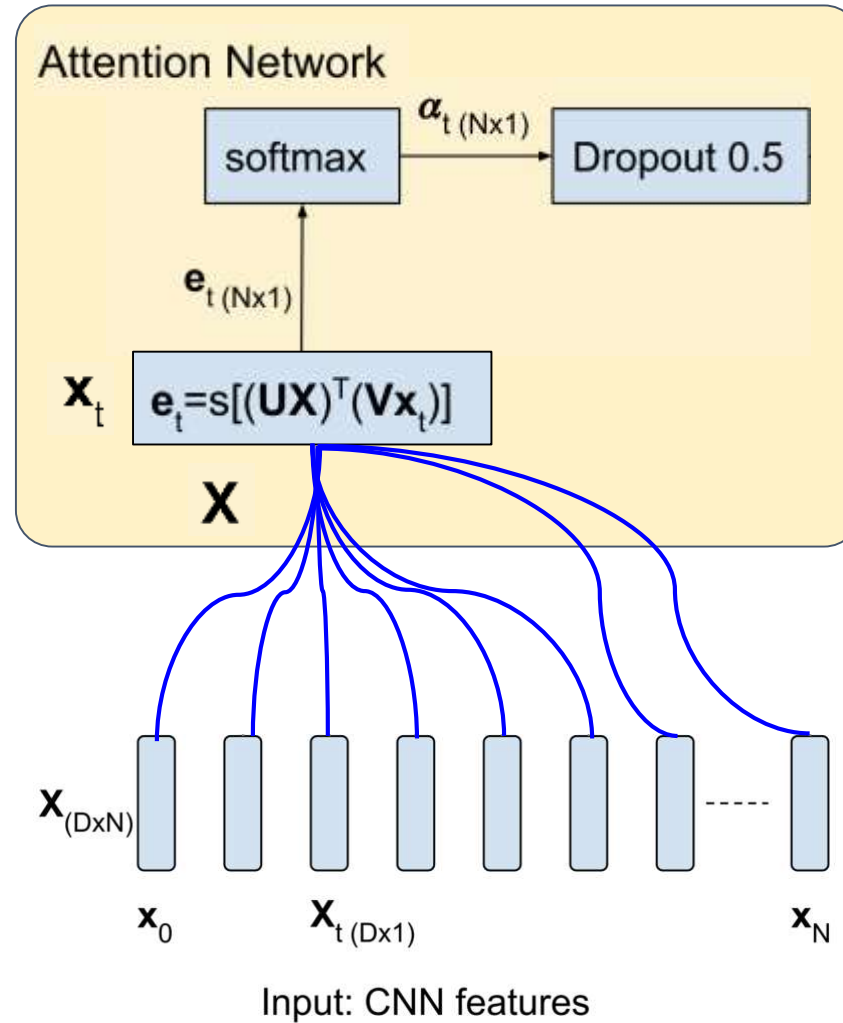 Attention Network
softmax
α_t (Nx1)
Dropout 0.5
e_t (Nx1)
x_t
e_t=s[(UX)^T(Vx_t)]
X
X_(DxN)
x_0
X_t (Dx1)
x_N
Input: CNN features